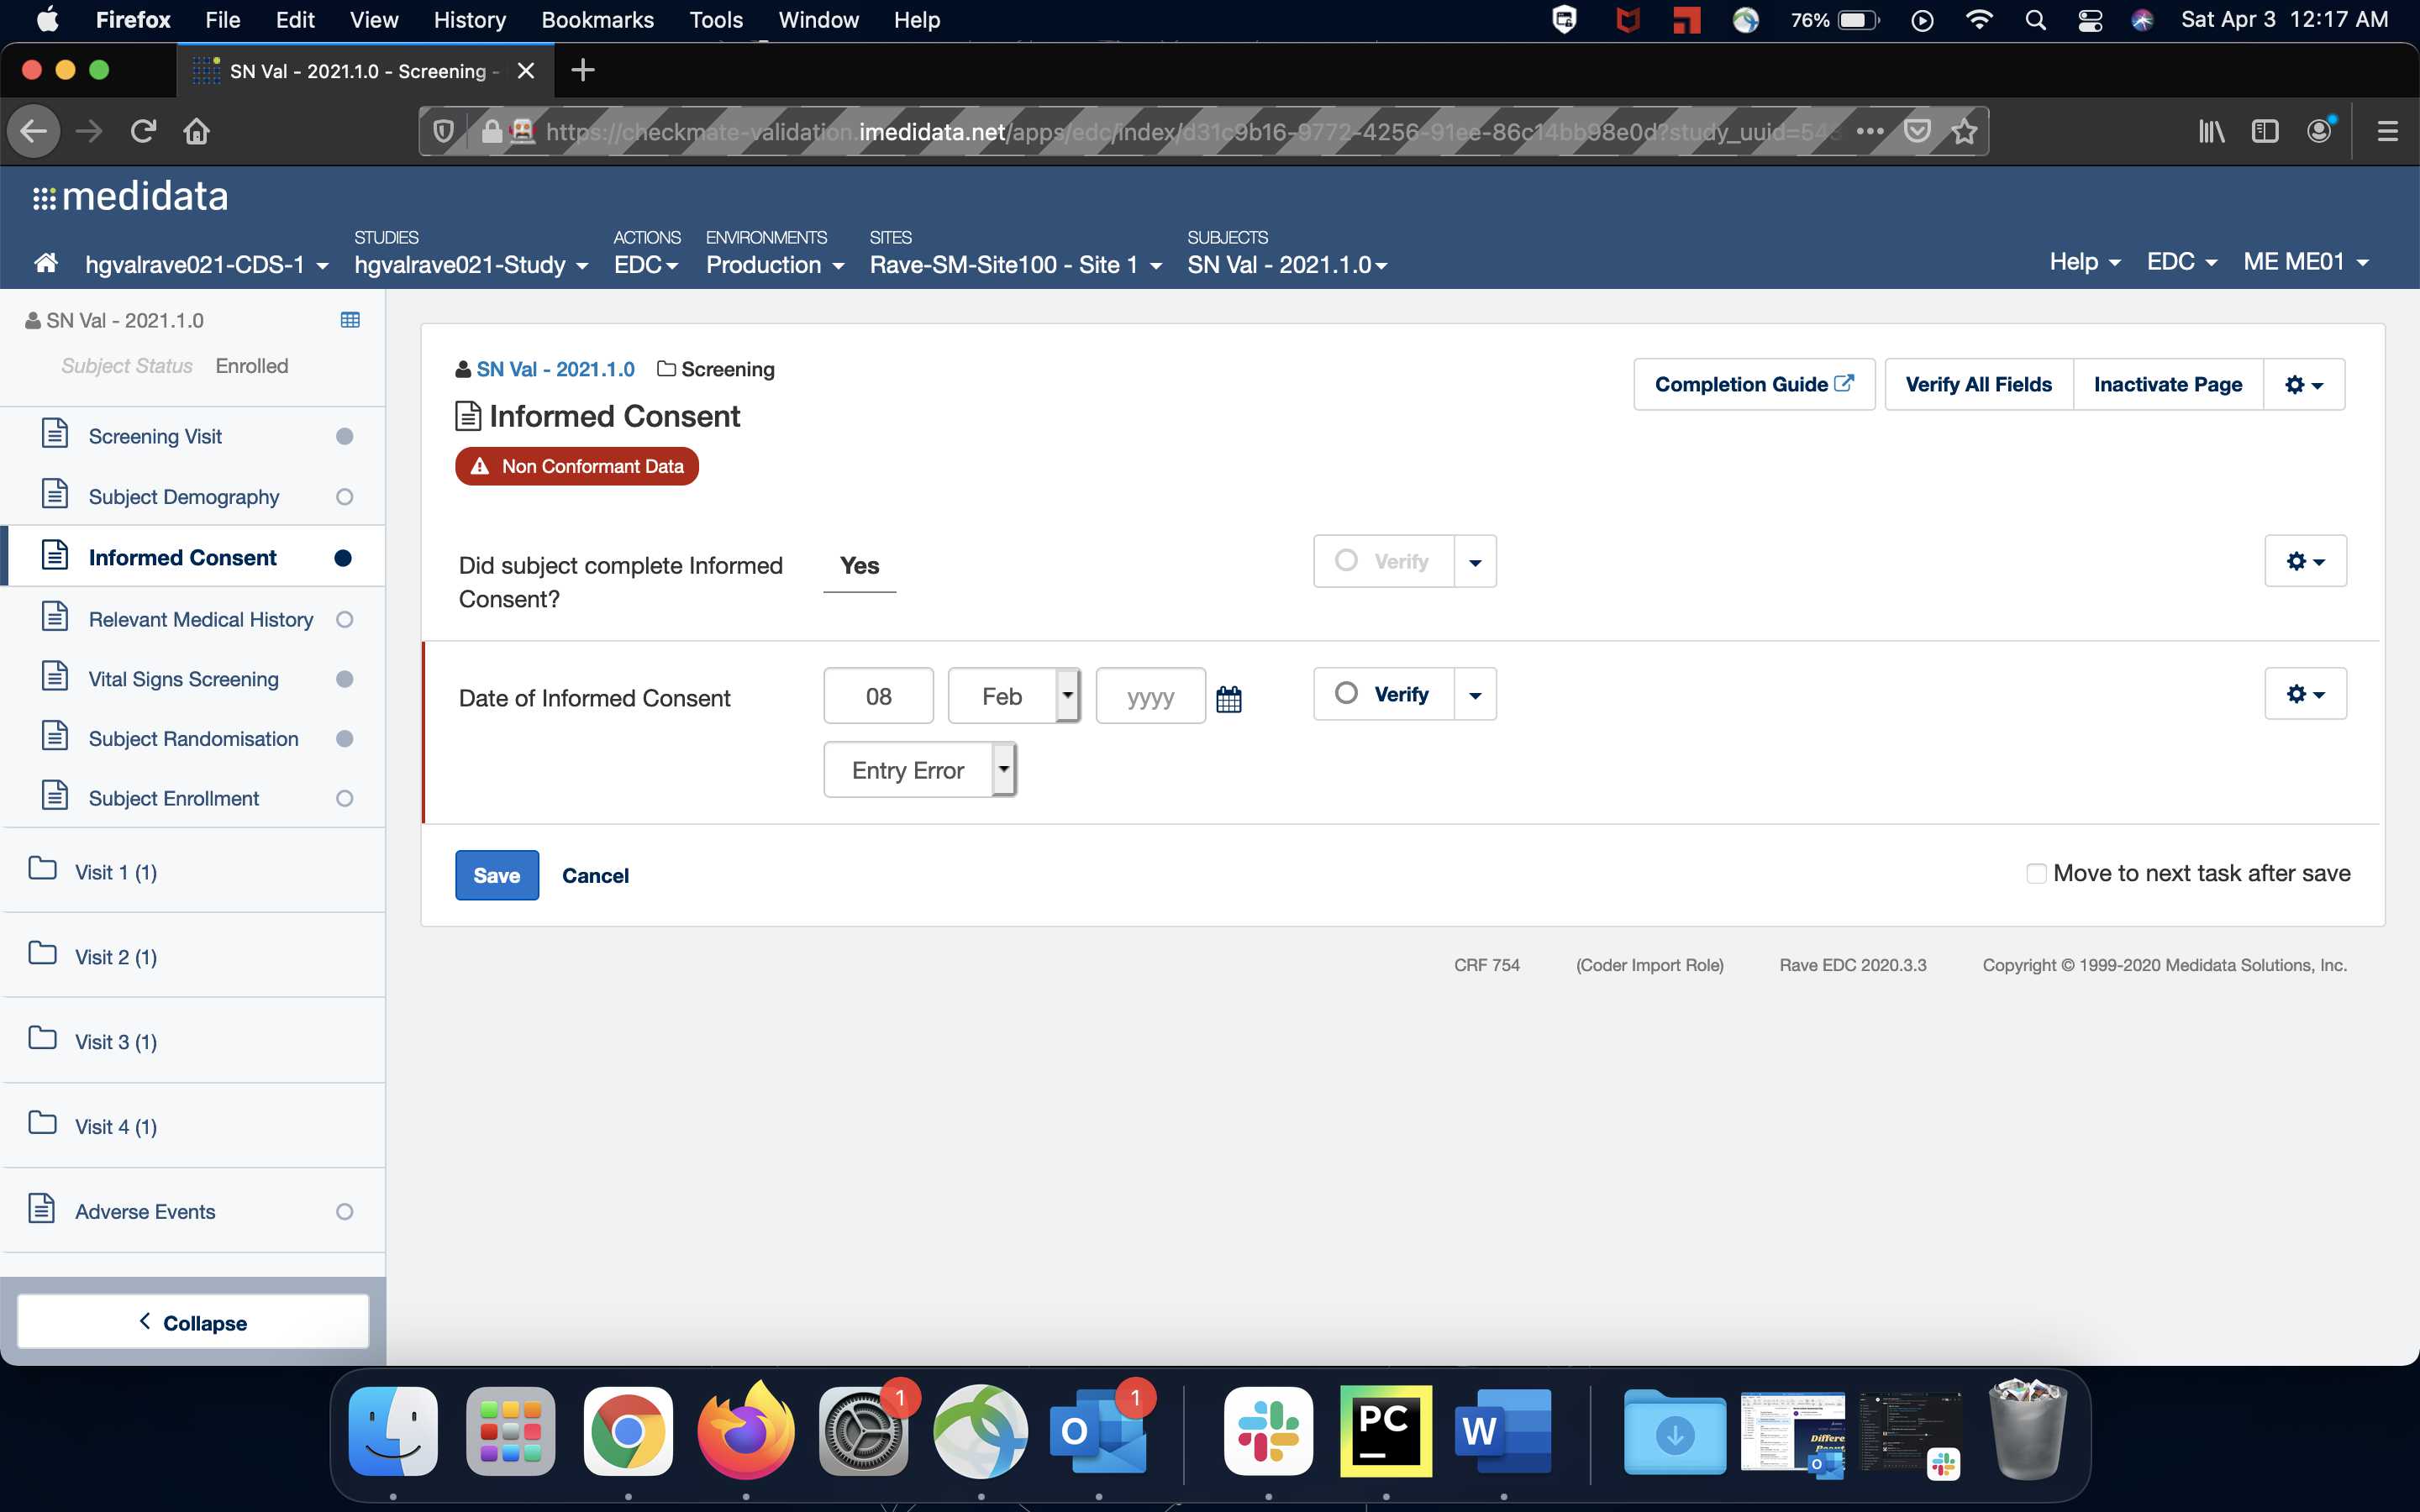 Firefox File Edit View History Bookmarks Tools Window Help 76% Sat Apr 3 12:17 AM
SN Val - 2021.1.0 - Screening -
https://checkmate-validation.imedidata.net/apps/edc/index/d31c9b16-9772-4256-91ee-86c14bb98e0d?study_uuid=543
medidata
STUDIES ACTIONS ENVIRONMENTS SITES SUBJECTS
hgvalrave021-CDS-1 hgvalrave021-Study EDC Production Rave-SM-Site100 - Site 1 SN Val - 2021.1.0 Help EDC ME ME01
SN Val - 2021.1.0
Subject Status Enrolled
Screening Visit
Subject Demography
Informed Consent
Relevant Medical History
Vital Signs Screening
Subject Randomisation
Subject Enrollment
Visit 1 (1)
Visit 2 (1)
Visit 3 (1)
Visit 4 (1)
Adverse Events
Collapse
SN Val - 2021.1.0 Screening
Informed Consent
Non Conformant Data
Completion Guide Verify All Fields Inactivate Page
Did subject complete Informed
Consent?
Yes
Verify
Date of Informed Consent
08 Feb yyyy
Verify
Entry Error
Save Cancel
Move to next task after save
CRF 754 (Coder Import Role) Rave EDC 2020.3.3 Copyright © 1999-2020 Medidata Solutions, Inc.
1
1
O
PC
W